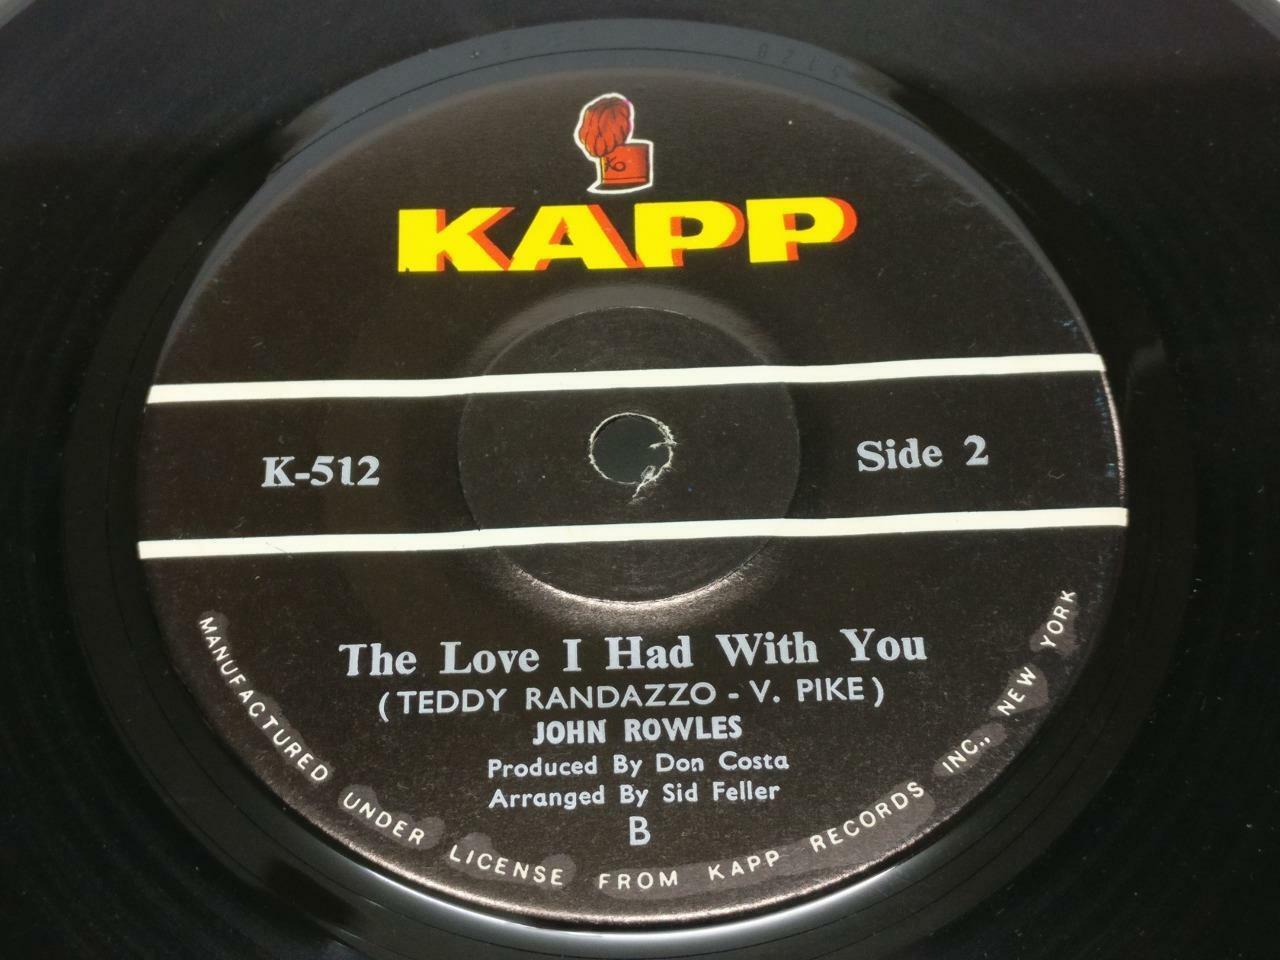 KAPP
K-512
Side 2
The Love I Had With You
(TEDDY RANDAZZO - V. PIKE)
JOHN ROWLES
Produced By Don Costa
Arranged By Sid Feller
B
MANUFACTURED UNDER LICENSE FROM KAPP RECORDS INC., NEW YORK